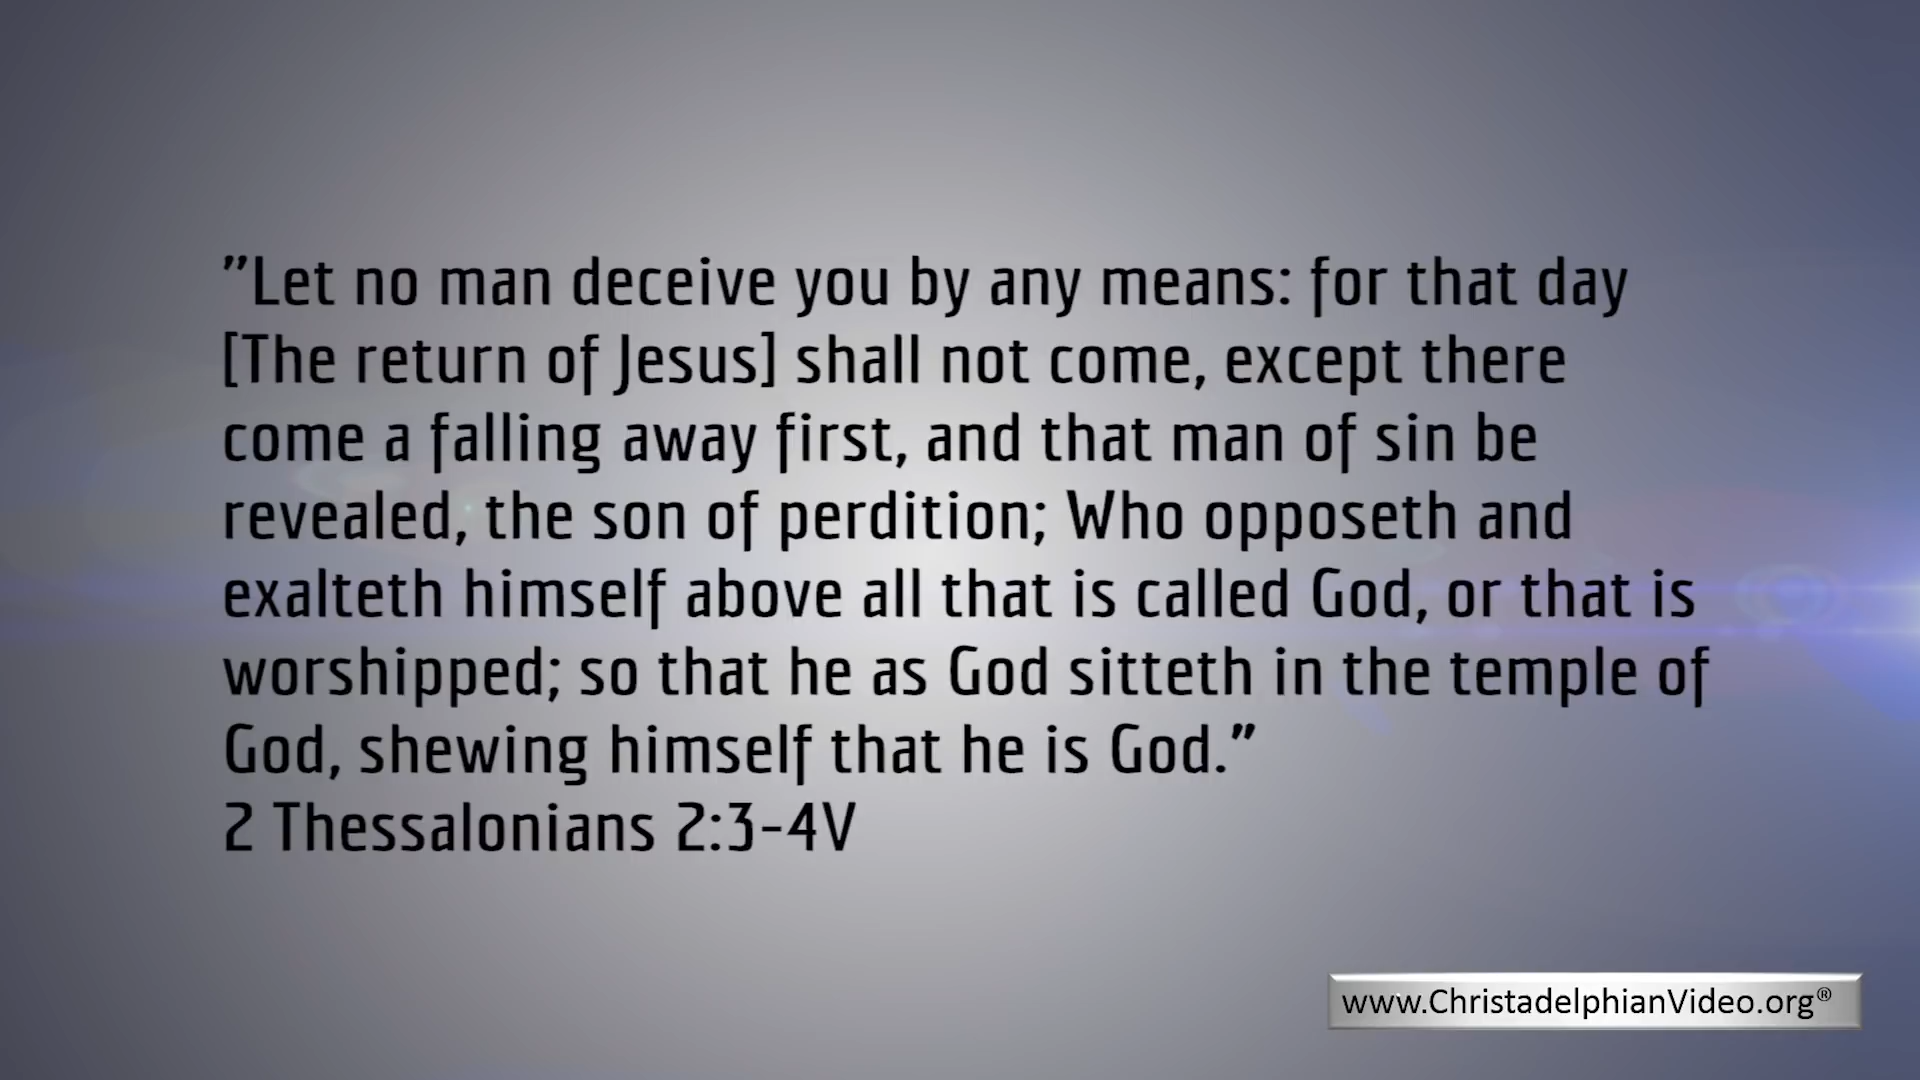 "Let no man deceive you by any means: for that day
[The return of Jesus] shall not come, except there
come a falling away first, and that man of sin be
revealed, the son of perdition; Who opposeth and
exalteth himself above all that is called God, or that is
worshipped; so that he as God sitteth in the temple of
God, shewing himself that he is God."
2 Thessalonians 2:3-4V
www.ChristadelphianVideo.org®